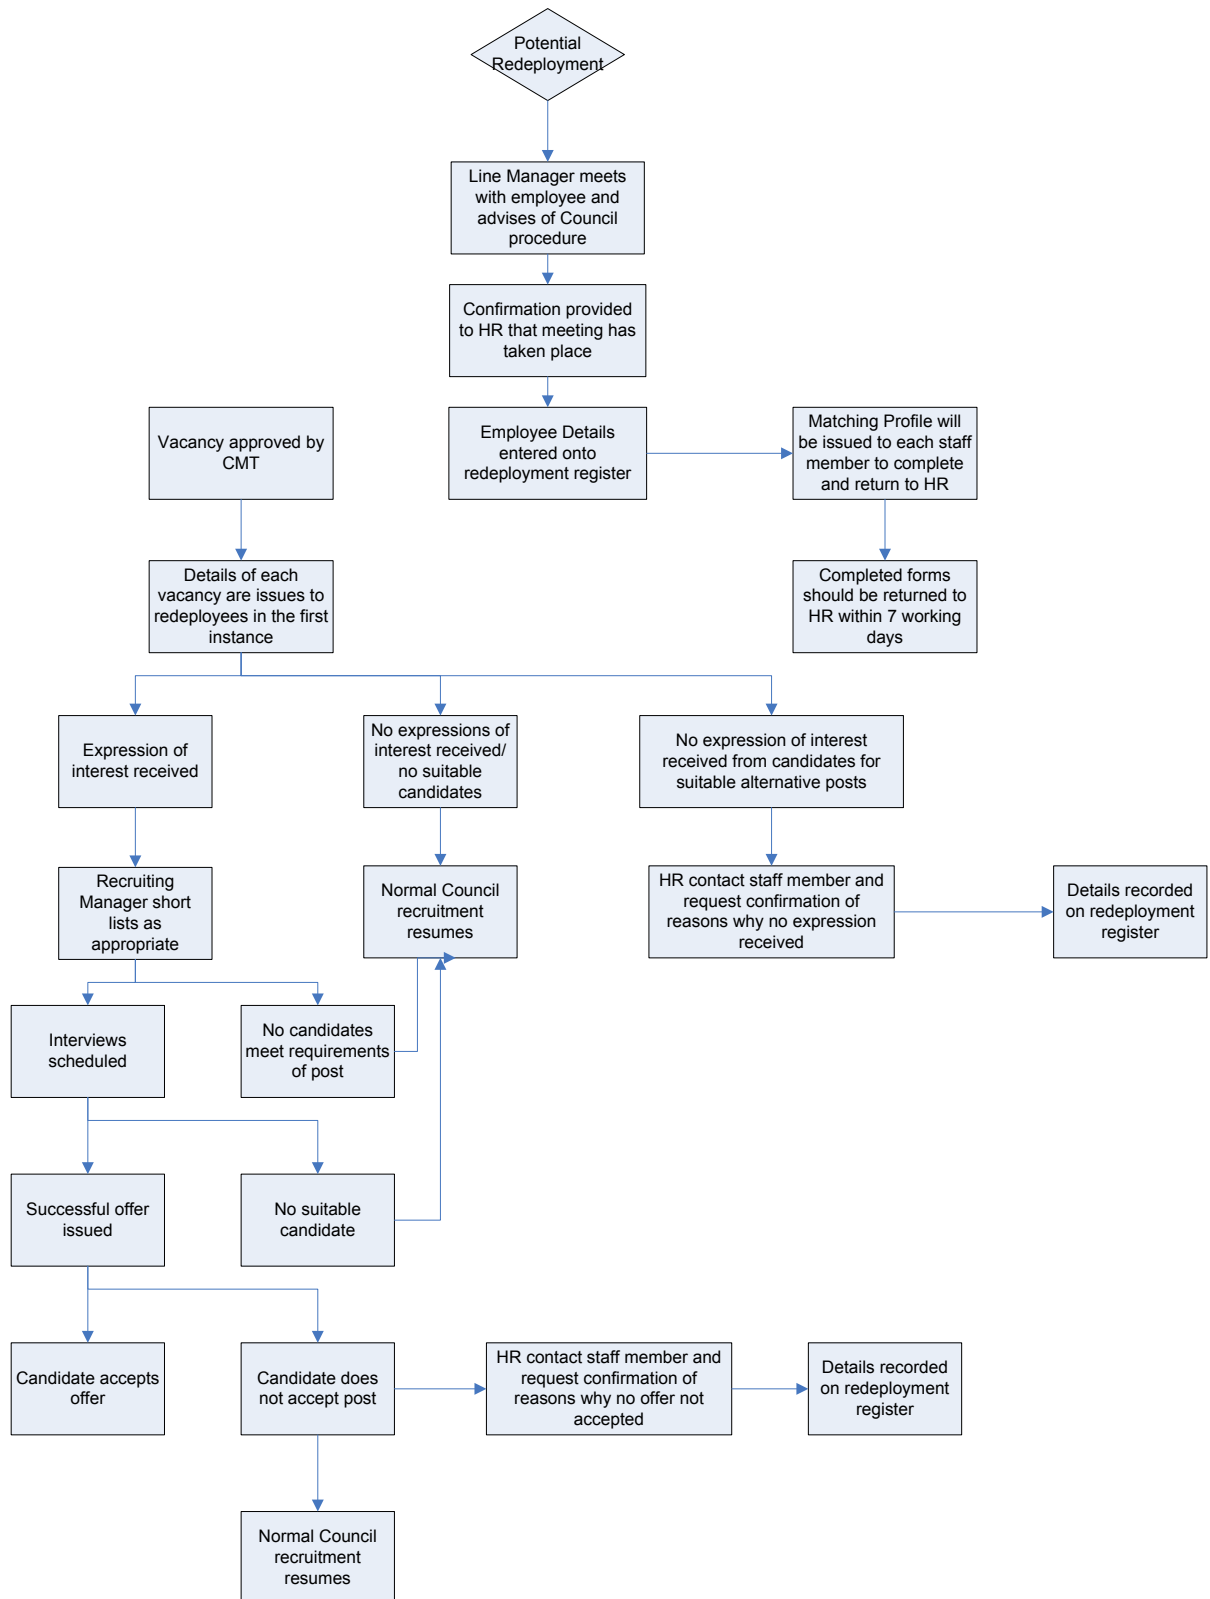 Potential
Redeployment
Line Manager meets
with employee and
advises of Council
procedure
Confirmation provided
to HR that meeting has
taken place
Vacancy approved by
CMT
Employee Details
entered onto
redeployment register
Matching Profile will
be issued to each staff
member to complete
and return to HR
Details of each
vacancy are issues to
redeployees in the first
instance
Completed forms
should be returned to
HR within 7 working
days
Expression of
interest received
No expressions of
interest received/
no suitable
candidates
No expression of interest
received from candidates for
suitable alternative posts
Recruiting
Manager short
lists as
appropriate
Normal Council
recruitment
resumes
HR contact staff member and
request confirmation of
reasons why no expression
received
Details recorded
on redeployment
register
Interviews
scheduled
No candidates
meet requirements
of post
Successful offer
issued
No suitable
candidate
Candidate accepts
offer
Candidate does
not accept post
HR contact staff member and
request confirmation of
reasons why no offer not
accepted
Details recorded
on redeployment
register
Normal Council
recruitment
resumes